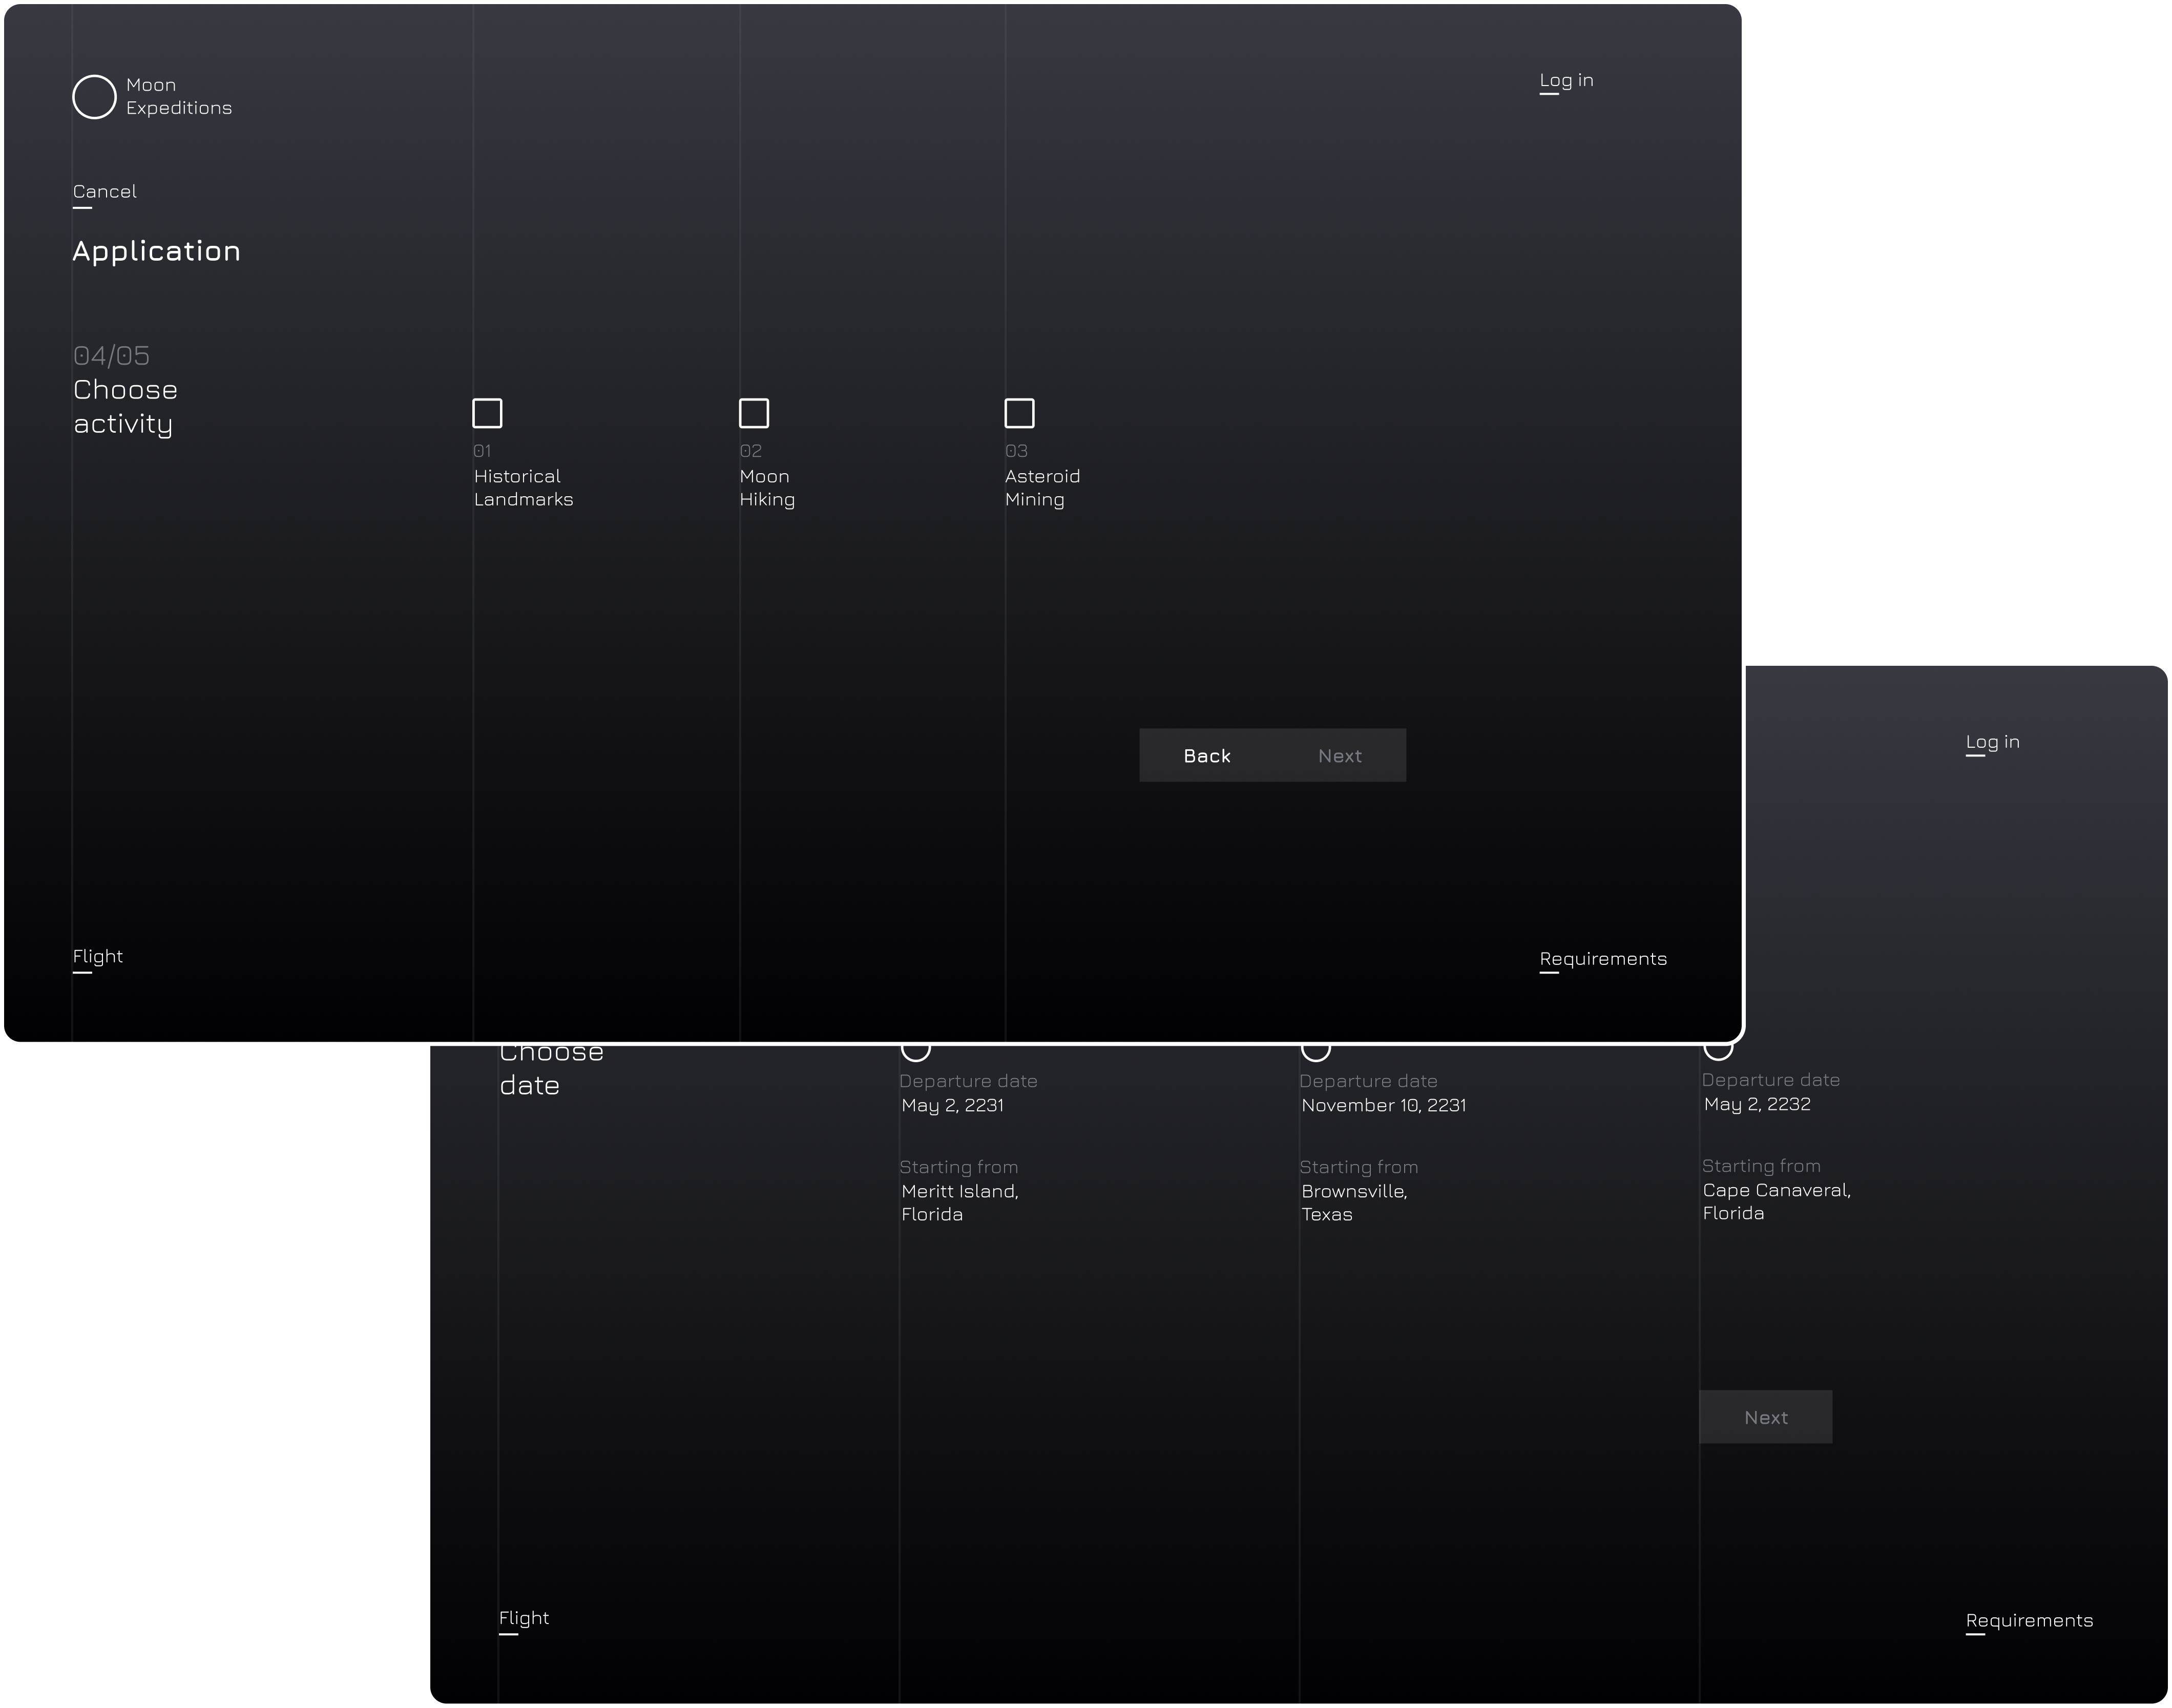 Moon
Expeditions
Log in
Cancel
Application
04/05
Choose
activity
01
Historical
Landmarks
02
Moon
Hiking
03
Asteroid
Mining
Back
Next
Flight
Requirements
Log in
Choose
date
Departure date
May 2, 2231
Starting from
Meritt Island,
Florida
Departure date
November 10, 2231
Starting from
Brownsville,
Texas
Departure date
May 2, 2232
Starting from
Cape Canaveral,
Florida
Next
Flight
Requirements